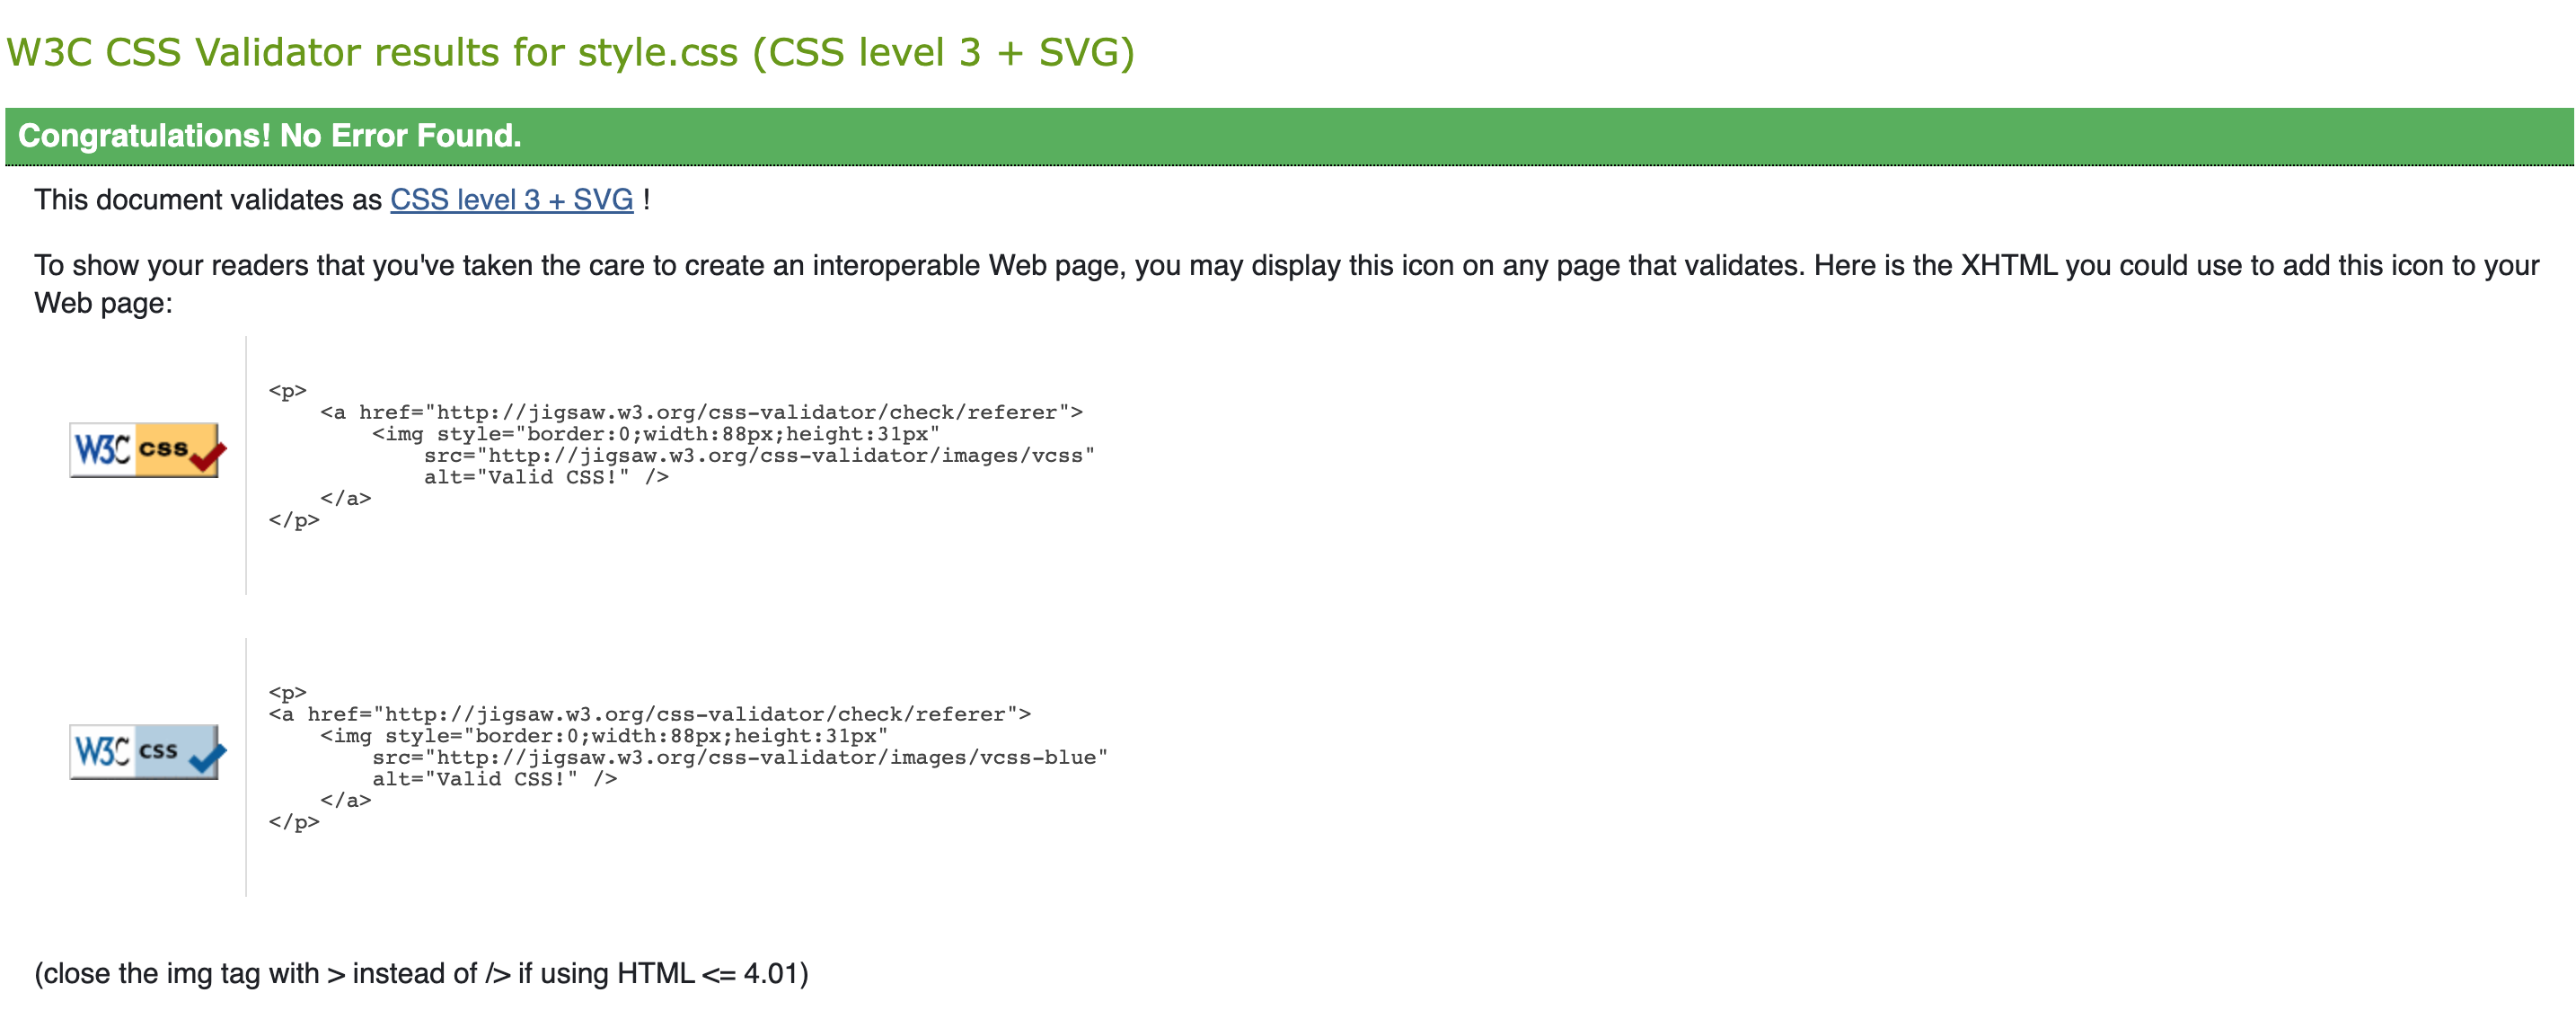 W3C CSS Validator results for style.css (CSS level 3 + SVG)
Congratulations! No Error Found.
This document validates as CSS level 3 + SVG !
To show your readers that you've taken the care to create an interoperable Web page, you may display this icon on any page that validates. Here is the XHTML you could use to add this icon to your
Web page:
W3C css
<p>
    <a href="http://jigsaw.w3.org/css-validator/check/referer">
        <img style="border:0;width:88px;height:31px"
            src="http://jigsaw.w3.org/css-validator/images/vcss"
            alt="Valid CSS!" />
    </a>
</p>
W3C css
<p>
<a href="http://jigsaw.w3.org/css-validator/check/referer">
    <img style="border:0;width:88px;height:31px"
        src="http://jigsaw.w3.org/css-validator/images/vcss-blue"
        alt="Valid CSS!" />
    </a>
</p>
(close the img tag with > instead of /> if using HTML <= 4.01)